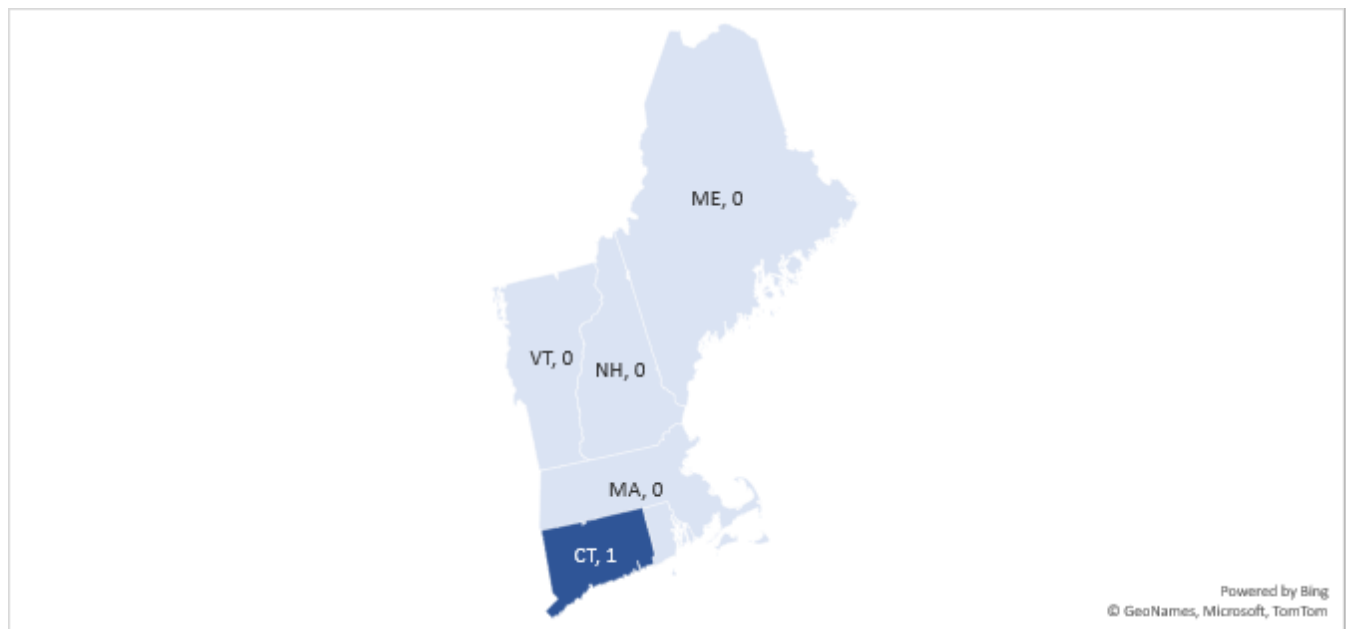 ME, 0
VT, 0
NH, 0
MA, 0
CT, 1
Powered by Bing
© GeoNames, Microsoft, TomTom